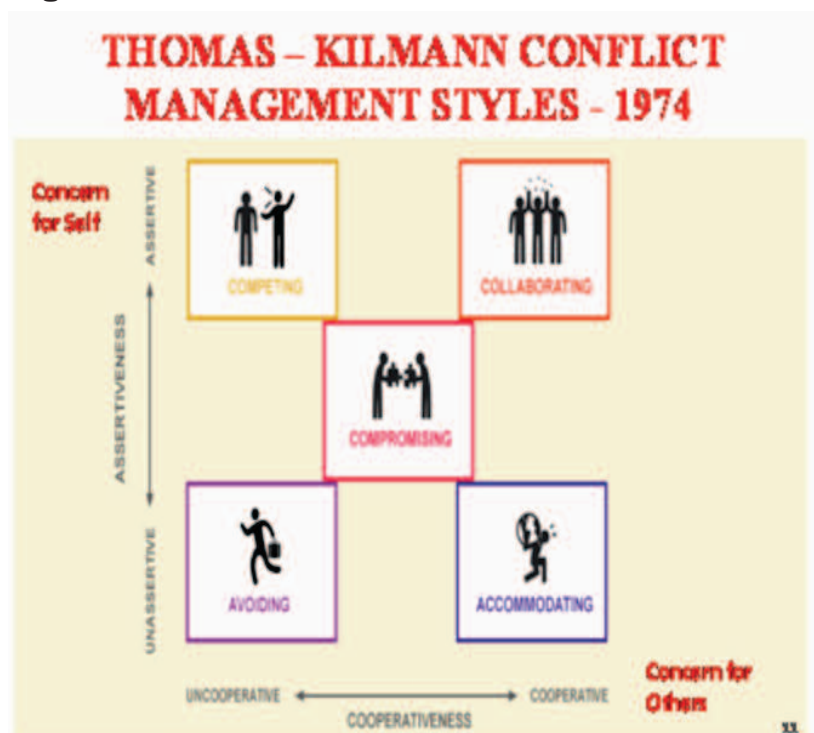 THOMAS – KILMANN CONFLICT
MANAGEMENT STYLES - 1974
Concern
for Self
ASSERTIVE
ASSERTIVENESS
UNASSERTIVE
COMPETING
COLLABORATING
COMPROMISING
AVOIDING
ACCOMMODATING
UNCOOPERATIVE
COOPERATIVE
COOPERATIVENESS
Concern for
Others